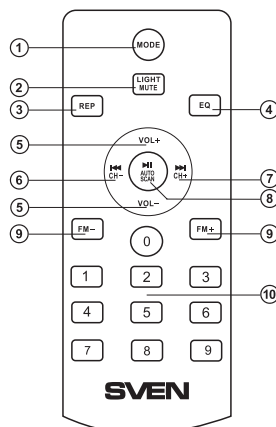 1 MODE
2 LIGHT
MUTE
3 REP
EQ 4
5 VOL+
6 CH−
AUTO
SCAN
CH+ 7
8
5 VOL−
9 FM−
FM+ 9
0
1 2 3
10
4 5 6
7 8 9
SVEN